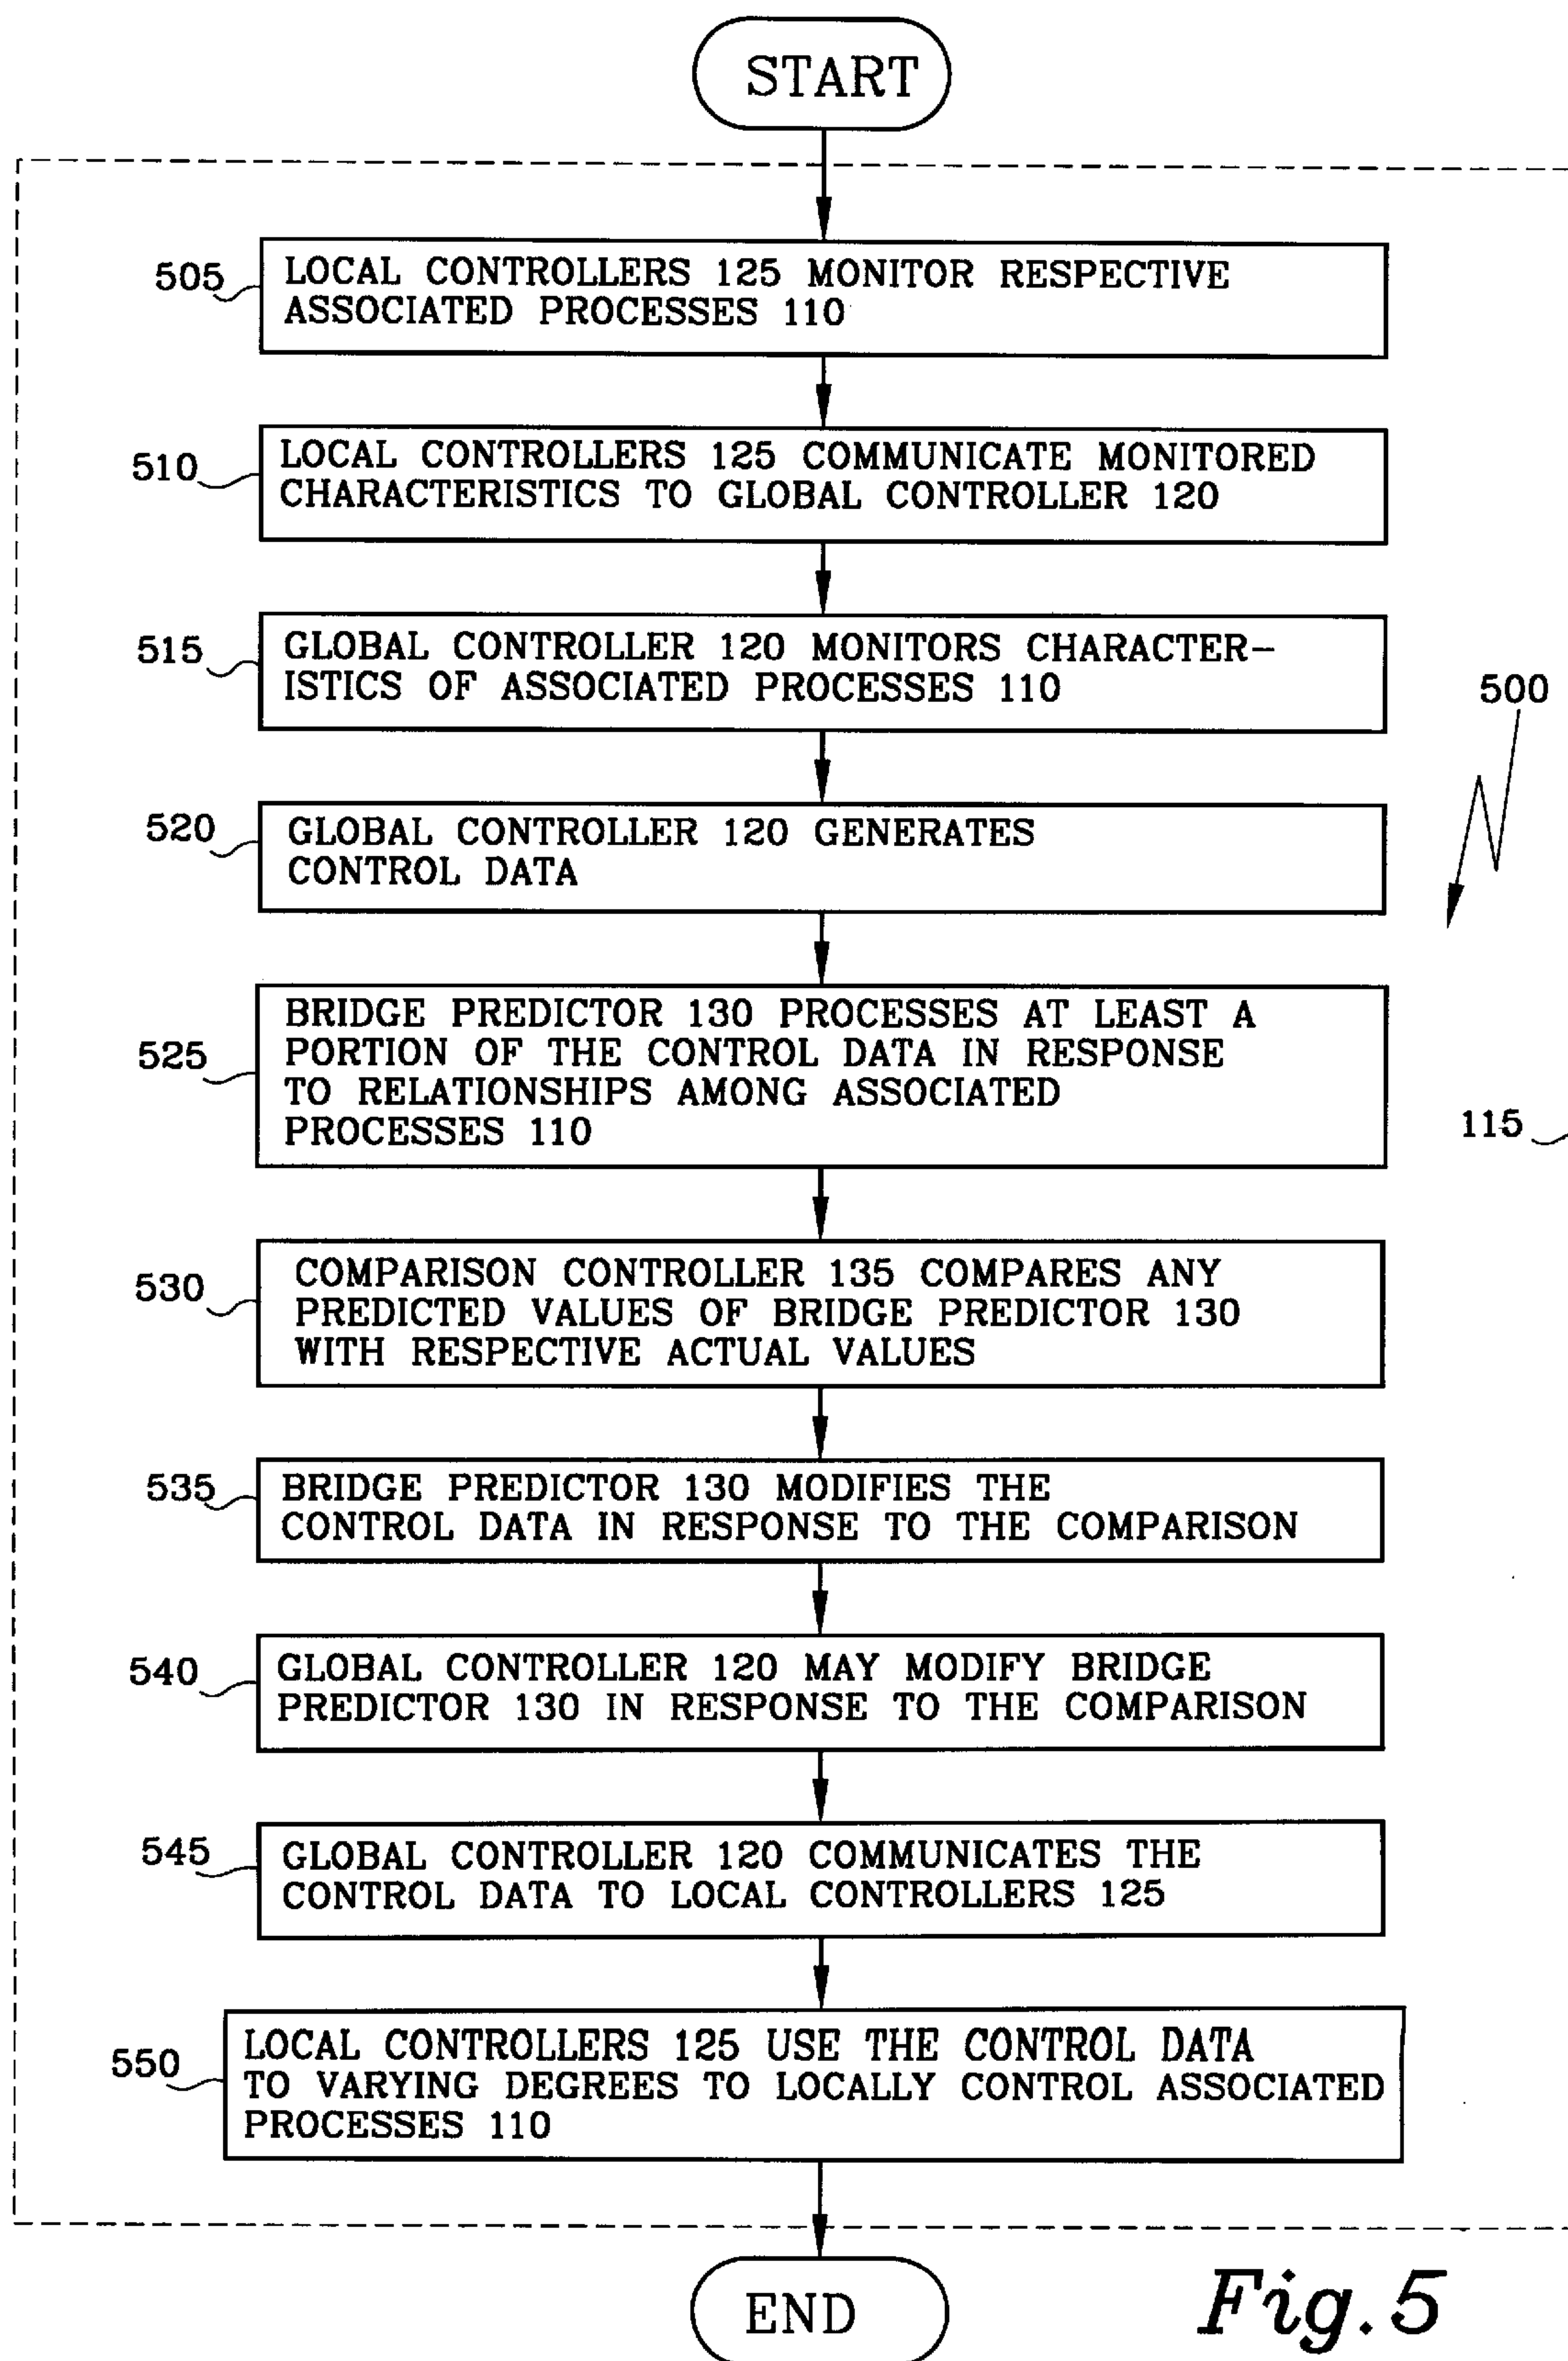 START
505
LOCAL CONTROLLERS 125 MONITOR RESPECTIVE
ASSOCIATED PROCESSES 110
510
LOCAL CONTROLLERS 125 COMMUNICATE MONITORED
CHARACTERISTICS TO GLOBAL CONTROLLER 120
515
GLOBAL CONTROLLER 120 MONITORS CHARACTER-
ISTICS OF ASSOCIATED PROCESSES 110
500
520
GLOBAL CONTROLLER 120 GENERATES
CONTROL DATA
525
BRIDGE PREDICTOR 130 PROCESSES AT LEAST A
PORTION OF THE CONTROL DATA IN RESPONSE
TO RELATIONSHIPS AMONG ASSOCIATED
PROCESSES 110
115
530
COMPARISON CONTROLLER 135 COMPARES ANY
PREDICTED VALUES OF BRIDGE PREDICTOR 130
WITH RESPECTIVE ACTUAL VALUES
535
BRIDGE PREDICTOR 130 MODIFIES THE
CONTROL DATA IN RESPONSE TO THE COMPARISON
540
GLOBAL CONTROLLER 120 MAY MODIFY BRIDGE
PREDICTOR 130 IN RESPONSE TO THE COMPARISON
545
GLOBAL CONTROLLER 120 COMMUNICATES THE
CONTROL DATA TO LOCAL CONTROLLERS 125
550
LOCAL CONTROLLERS 125 USE THE CONTROL DATA
TO VARYING DEGREES TO LOCALLY CONTROL ASSOCIATED
PROCESSES 110
END
Fig. 5